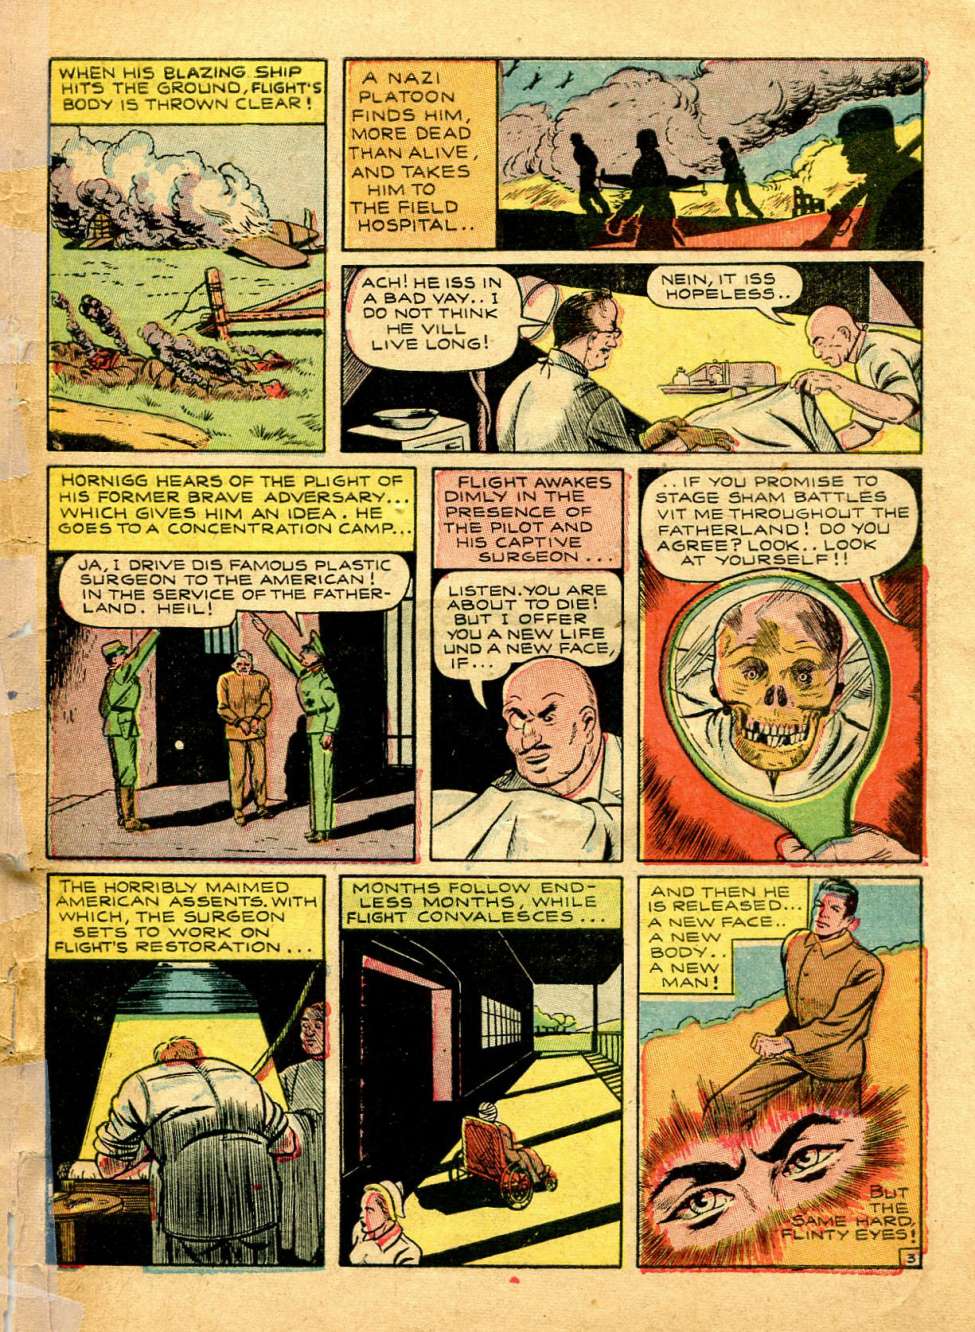 WHEN HIS BLAZING SHIP
HITS THE GROUND, FLIGHT'S
BODY IS THROWN CLEAR!
A NAZI
PLATOON
FINDS HIM,
MORE DEAD
THAN ALIVE,
AND TAKES
HIM TO
THE FIELD
HOSPITAL..
ACH! HE ISS IN
A BAD VAY.. I
DO NOT THINK
HE VILL
LIVE LONG!
NEIN, IT ISS
HOPELESS..
HORNIGG HEARS OF THE PLIGHT OF
HIS FORMER BRAVE ADVERSARY...
WHICH GIVES HIM AN IDEA. HE
GOES TO A CONCENTRATION CAMP...
JA, I DRIVE DIS FAMOUS PLASTIC
SURGEON TO THE AMERICAN!
IN THE SERVICE OF THE FATHER-
LAND. HEIL!
FLIGHT AWAKES
DIMLY IN THE
PRESENCE OF
THE PILOT AND
HIS CAPTIVE
SURGEON...
LISTEN. YOU ARE
ABOUT TO DIE!
BUT I OFFER
YOU A NEW LIFE
UND A NEW FACE,
IF...
..IF YOU PROMISE TO
STAGE SHAM BATTLES
VIT ME THROUGHOUT THE
FATHERLAND! DO YOU
AGREE? LOOK.. LOOK
AT YOURSELF!!
THE HORRIBLY MAIMED
AMERICAN ASSENTS. WITH
WHICH, THE SURGEON
SETS TO WORK ON
FLIGHT'S RESTORATION...
MONTHS FOLLOW END-
LESS MONTHS, WHILE
FLIGHT CONVALESCES...
AND THEN HE
IS RELEASED...
A NEW FACE..
A NEW
BODY..
A NEW
MAN!
BUT
THE
SAME HARD,
FLINTY EYES!
3